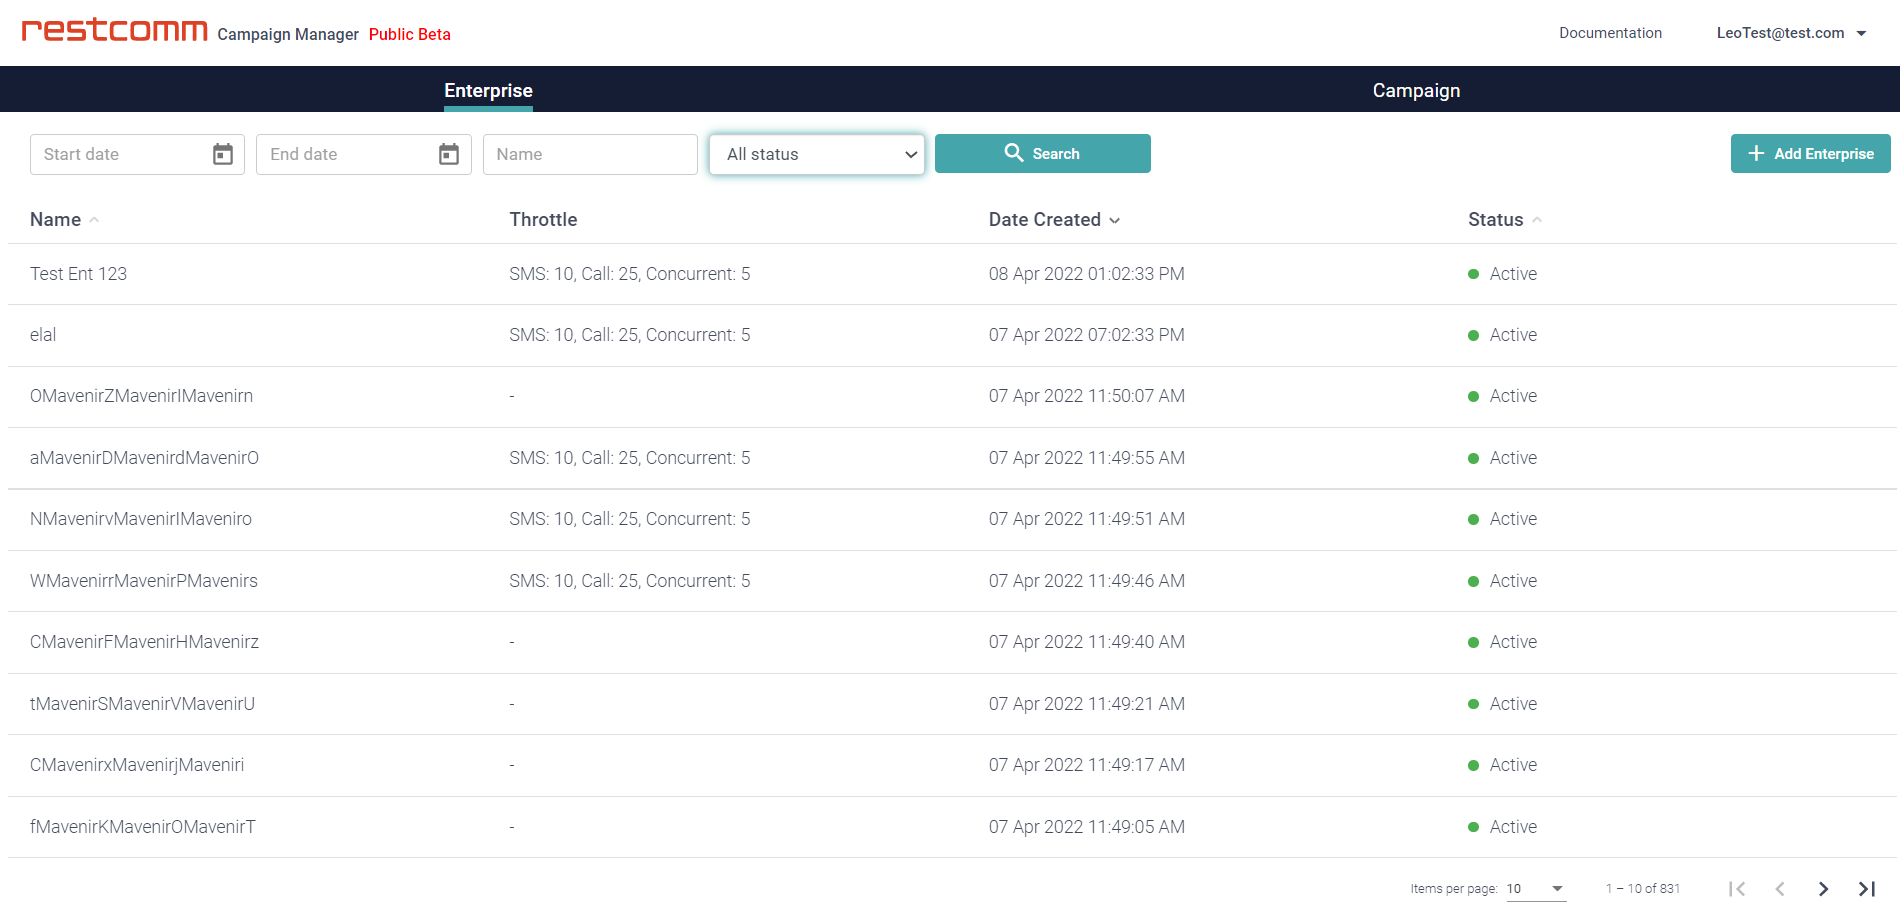 restcomm Campaign Manager Public Beta Documentation LeoTest@test.com
Enterprise Campaign
Start date End date Name All status Search Add Enterprise
Name Throttle Date Created Status
Test Ent 123 SMS: 10, Call: 25, Concurrent: 5 08 Apr 2022 01:02:33 PM Active
elal SMS: 10, Call: 25, Concurrent: 5 07 Apr 2022 07:02:33 PM Active
OMavenirZMavenirIMavenirn - 07 Apr 2022 11:50:07 AM Active
aMavenirDMavenirdMavenirO SMS: 10, Call: 25, Concurrent: 5 07 Apr 2022 11:49:55 AM Active
NMavenirvMavenirIMaveniro SMS: 10, Call: 25, Concurrent: 5 07 Apr 2022 11:49:51 AM Active
WMavenirrMavenirPMavenirs SMS: 10, Call: 25, Concurrent: 5 07 Apr 2022 11:49:46 AM Active
CMavenirFMavenirHMavenirz - 07 Apr 2022 11:49:40 AM Active
tMavenirSMavenirVMavenirU - 07 Apr 2022 11:49:21 AM Active
CMavenirxMavenirjMaveniri - 07 Apr 2022 11:49:17 AM Active
fMavenirKMavenirOMavenirT - 07 Apr 2022 11:49:05 AM Active
Items per page: 10 1 – 10 of 831